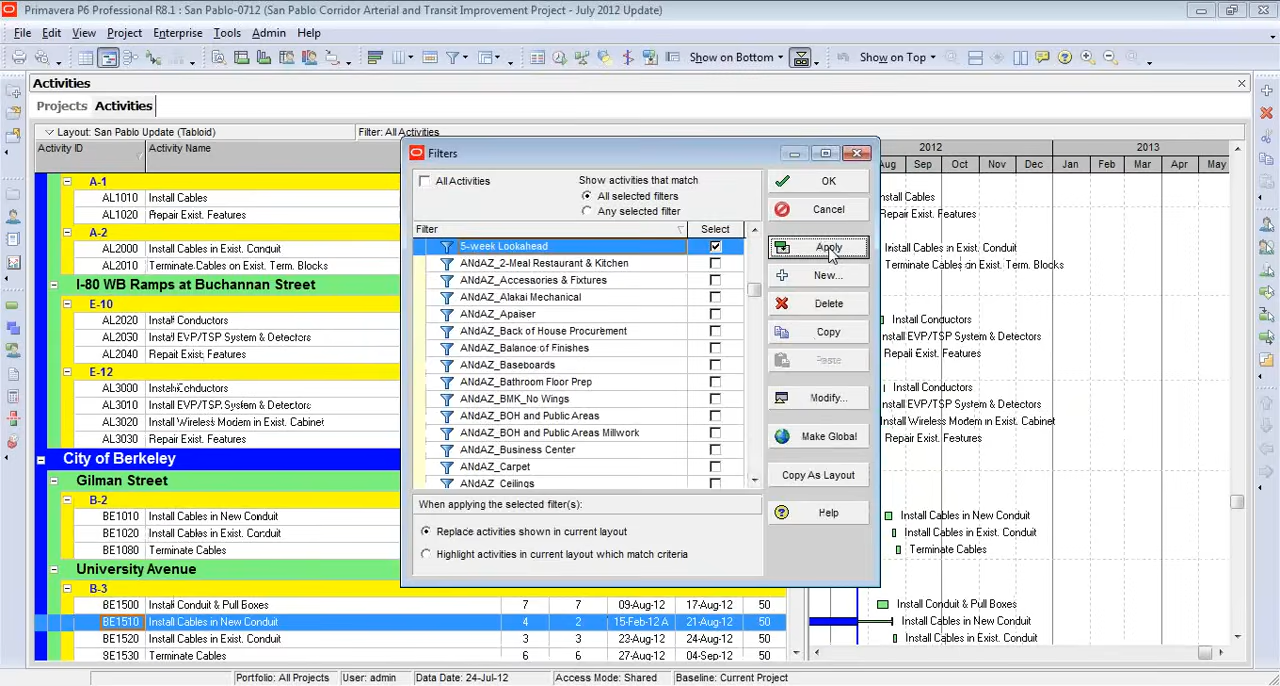 Primavera P6 Professional R8.1 : San Pablo-0712 (San Pablo Corridor Arterial and Transit Improvement Project - July 2012 Update)
File Edit View Project Enterprise Tools Admin Help
Show on Bottom Show on Top
Activities
Projects Activities
Layout: San Pablo Update (Tabloid) Filter: All Activities
Activity ID Activity Name 2012 2013
Aug Sep Oct Nov Dec Jan Feb Mar Apr May
A-1
AL1010 Install Cables nstall Cables
AL1020 Repair Exist. Features Repair Exist. Features
A-2
AL2000 Install Cables in Exist. Conduit Install Cables in Exist. Conduit
AL2010 Terminate Cables on Exist. Term. Blocks Terminate Cables on Exist. Term. Blocks
I-80 WB Ramps at Buchannan Street
E-10
AL2020 Install Conductors Install Conductors
AL2030 Install EVP/TSP System & Detectors Install EVP/TSP System & Detectors
AL2040 Repait Exist. Features Repait Exist. Features
E-12
AL3000 Install Conductors Install Conductors
AL3010 Install EVP/TSP System & Detectors Install EVP/TSP System & Detectors
AL3020 Install Wireless Modem in Exist. Cabinet Install Wireless Modem in Exist. Cabinet
AL3030 Repair Exist. Features Repair Exist. Features
City of Berkeley
Gilman Street
B-2
BE1010 Install Cables in New Conduit Install Cables in New Conduit
BE1020 Install Cables in Exist. Conduit Install Cables in Exist. Conduit
BE1080 Terminate Cables Terminate Cables
University Avenue
B-3
BE1500 Install Conduit & Pull Boxes 7 7 09-Aug-12 17-Aug-12 50 Install Conduit & Pull Boxes
BE1510 Install Cables in New Conduit 4 2 15-Feb-12 A 21-Aug-12 50 Install Cables in New Conduit
BE1520 Install Cables in Exist. Conduit 3 3 23-Aug-12 24-Aug-12 50 Install Cables in Exist. Conduit
BE1530 Terminate Cables 6 6 27-Aug-12 04-Sep-12 50
Filters
All Activities
Show activities that match
All selected filters
Any selected filter
Filter Select
5-week Lookahead
ANdAZ_2-Meal Restaurant & Kitchen
ANdAZ_Accessories & Fixtures
ANdAZ_Alakai Mechanical
ANdAZ_Apaiser
ANdAZ_Back of House Procurement
ANdAZ_Balance of Finishes
ANdAZ_Baseboards
ANdAZ_Bathroom Floor Prep
ANdAZ_BMK_No Wings
ANdAZ_BOH and Public Areas
ANdAZ_BOH and Public Areas Millwork
ANdAZ_Business Center
ANdAZ_Carpet
ANdAZ_Ceilings
When applying the selected filter(s):
Replace activities shown in current layout
Highlight activities in current layout which match criteria
OK
Cancel
Apply
New...
Delete
Copy
Paste
Modify...
Make Global
Copy As Layout
Help
Portfolio: All Projects User: admin Data Date: 24-Jul-12 Access Mode: Shared Baseline: Current Project